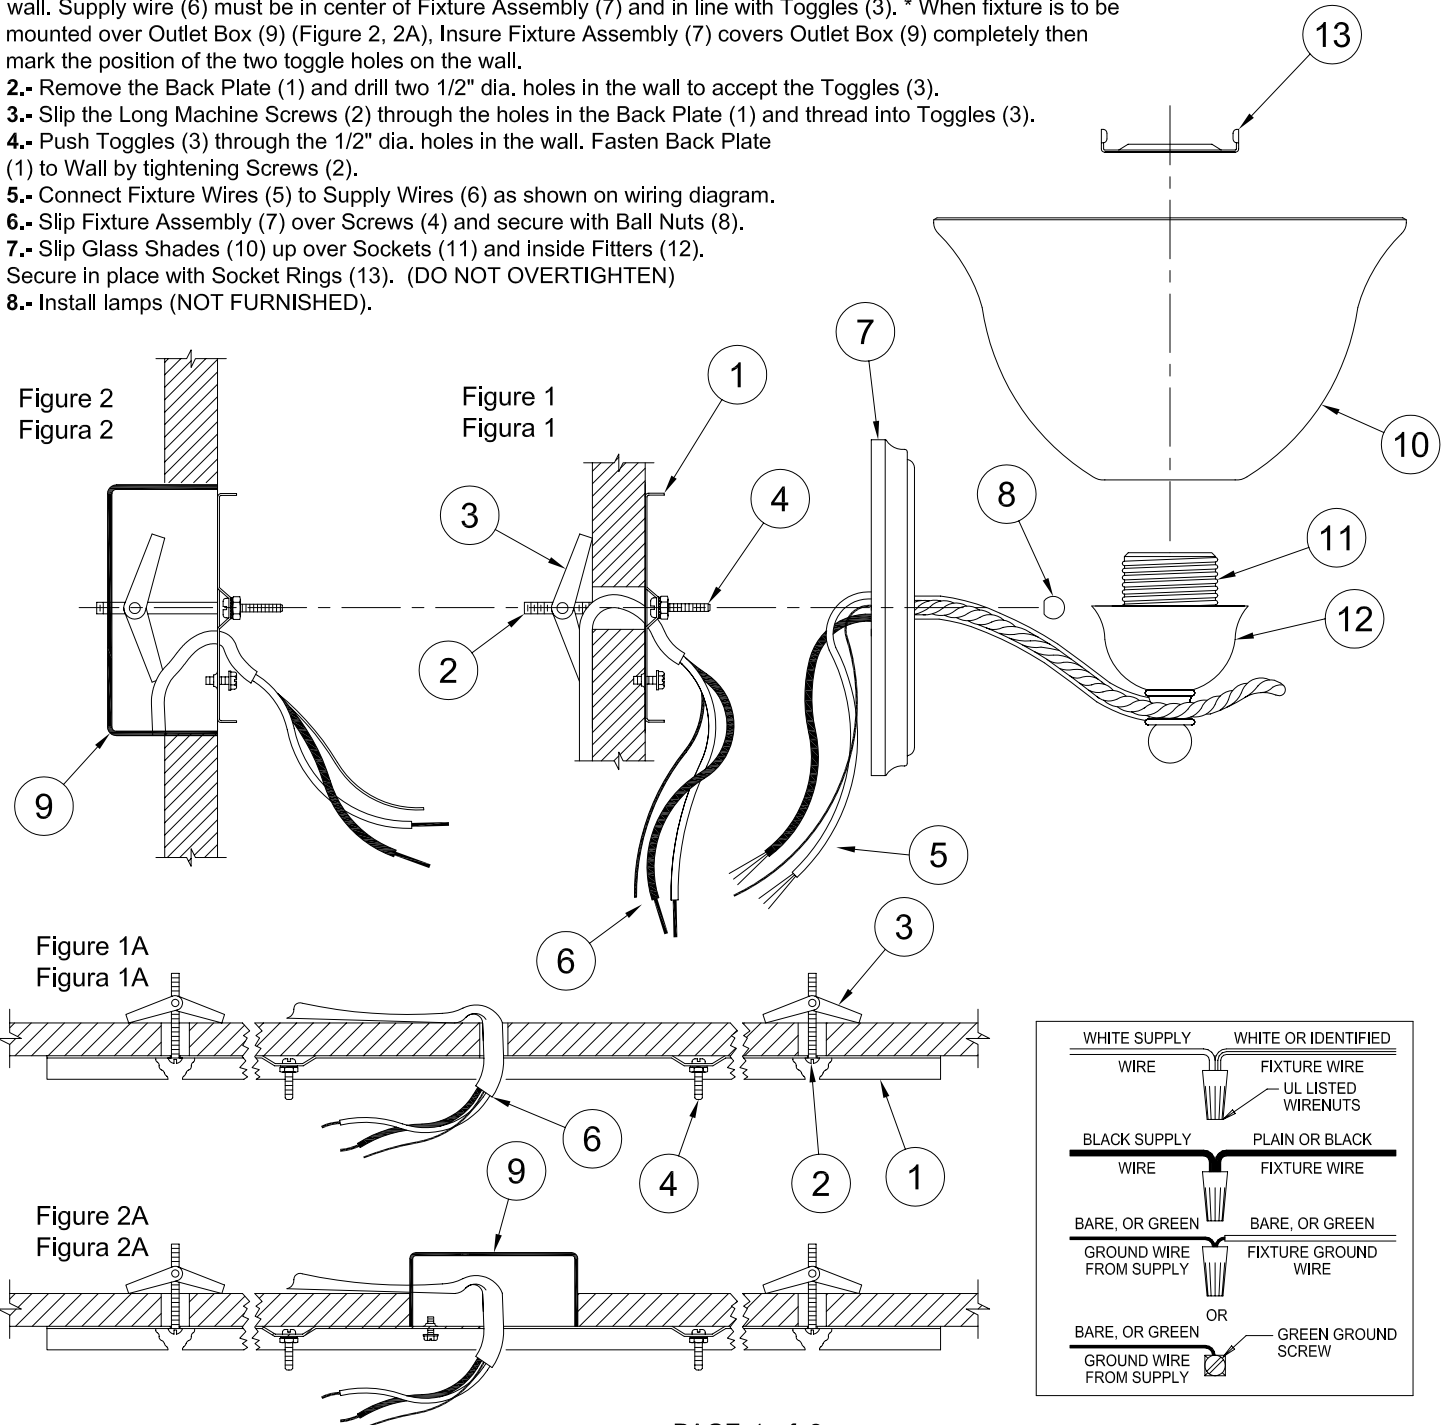 wall. Supply wire (6) must be in center of Fixture Assembly (7) and in line with Toggles (3). * When fixture is to be
mounted over Outlet Box (9) (Figure 2, 2A), Insure Fixture Assembly (7) covers Outlet Box (9) completely then
mark the position of the two toggle holes on the wall.
2.- Remove the Back Plate (1) and drill two 1/2" dia. holes in the wall to accept the Toggles (3).
3.- Slip the Long Machine Screws (2) through the holes in the Back Plate (1) and thread into Toggles (3).
4.- Push Toggles (3) through the 1/2" dia. holes in the wall. Fasten Back Plate
(1) to Wall by tightening Screws (2).
5.- Connect Fixture Wires (5) to Supply Wires (6) as shown on wiring diagram.
6.- Slip Fixture Assembly (7) over Screws (4) and secure with Ball Nuts (8).
7.- Slip Glass Shades (10) up over Sockets (11) and inside Fitters (12).
Secure in place with Socket Rings (13). (DO NOT OVERTIGHTEN)
8.- Install lamps (NOT FURNISHED).
13
10
11
12
Figure 2
Figura 2
9
Figure 1
Figura 1
1
3
4
2
6
7
8
5
Figure 1A
Figura 1A
3
6
4
2
1
Figure 2A
Figura 2A
9
WHITE SUPPLY
WIRE
WHITE OR IDENTIFIED
FIXTURE WIRE
UL LISTED
WIRENUTS
BLACK SUPPLY
WIRE
PLAIN OR BLACK
FIXTURE WIRE
BARE, OR GREEN
GROUND WIRE
FROM SUPPLY
BARE, OR GREEN
FIXTURE GROUND
WIRE
OR
BARE, OR GREEN
GROUND WIRE
FROM SUPPLY
GREEN GROUND
SCREW